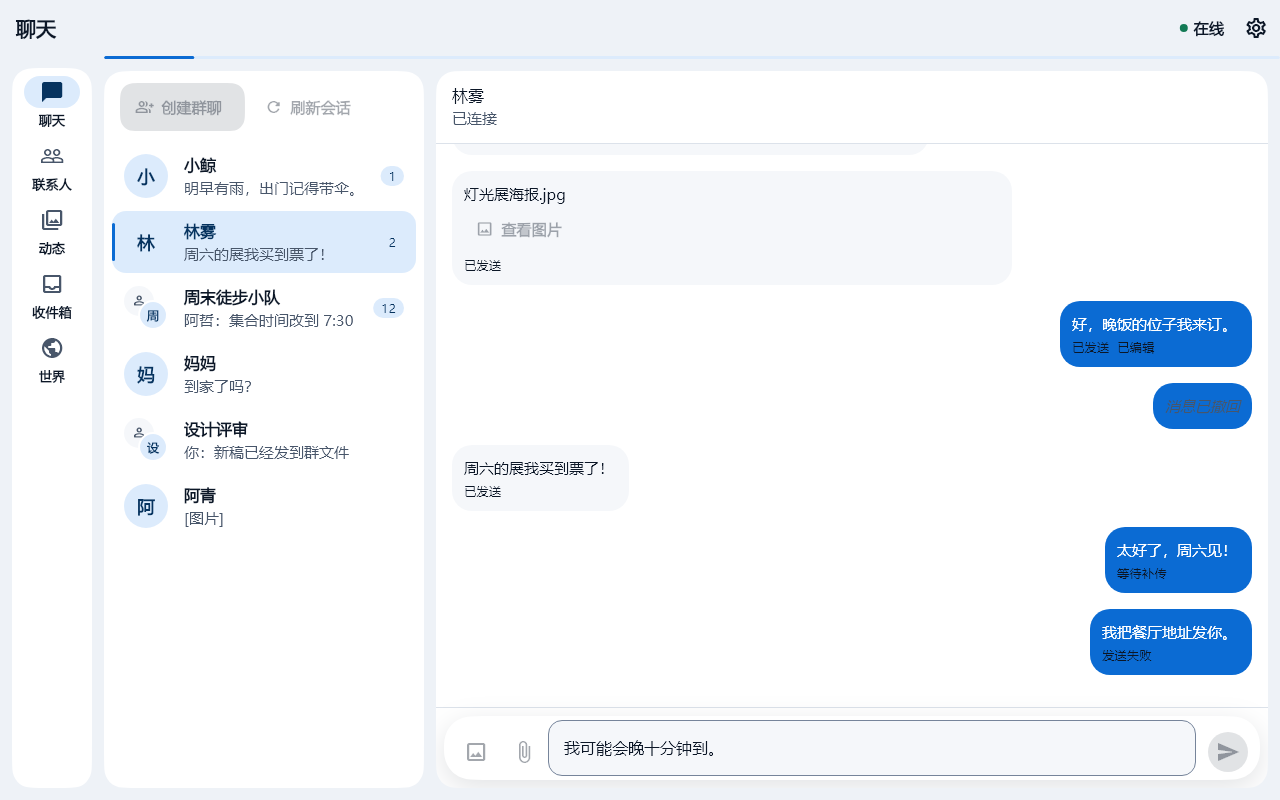 聊天
在线
聊天
联系人
动态
收件箱
世界
创建群聊
刷新会话
小
小鲸
明早有雨，出门记得带伞。
1
林
林雾
周六的展我买到票了！
2
周
周末徒步小队
阿哲：集合时间改到 7:30
12
妈
妈妈
到家了吗？
设
设计评审
你：新稿已经发到群文件
阿
阿青
[图片]
林雾
已连接
灯光展海报.jpg
查看图片
已发送
好，晚饭的位子我来订。
已发送 已编辑
消息已撤回
周六的展我买到票了！
已发送
太好了，周六见！
等待补传
我把餐厅地址发你。
发送失败
我可能会晚十分钟到。